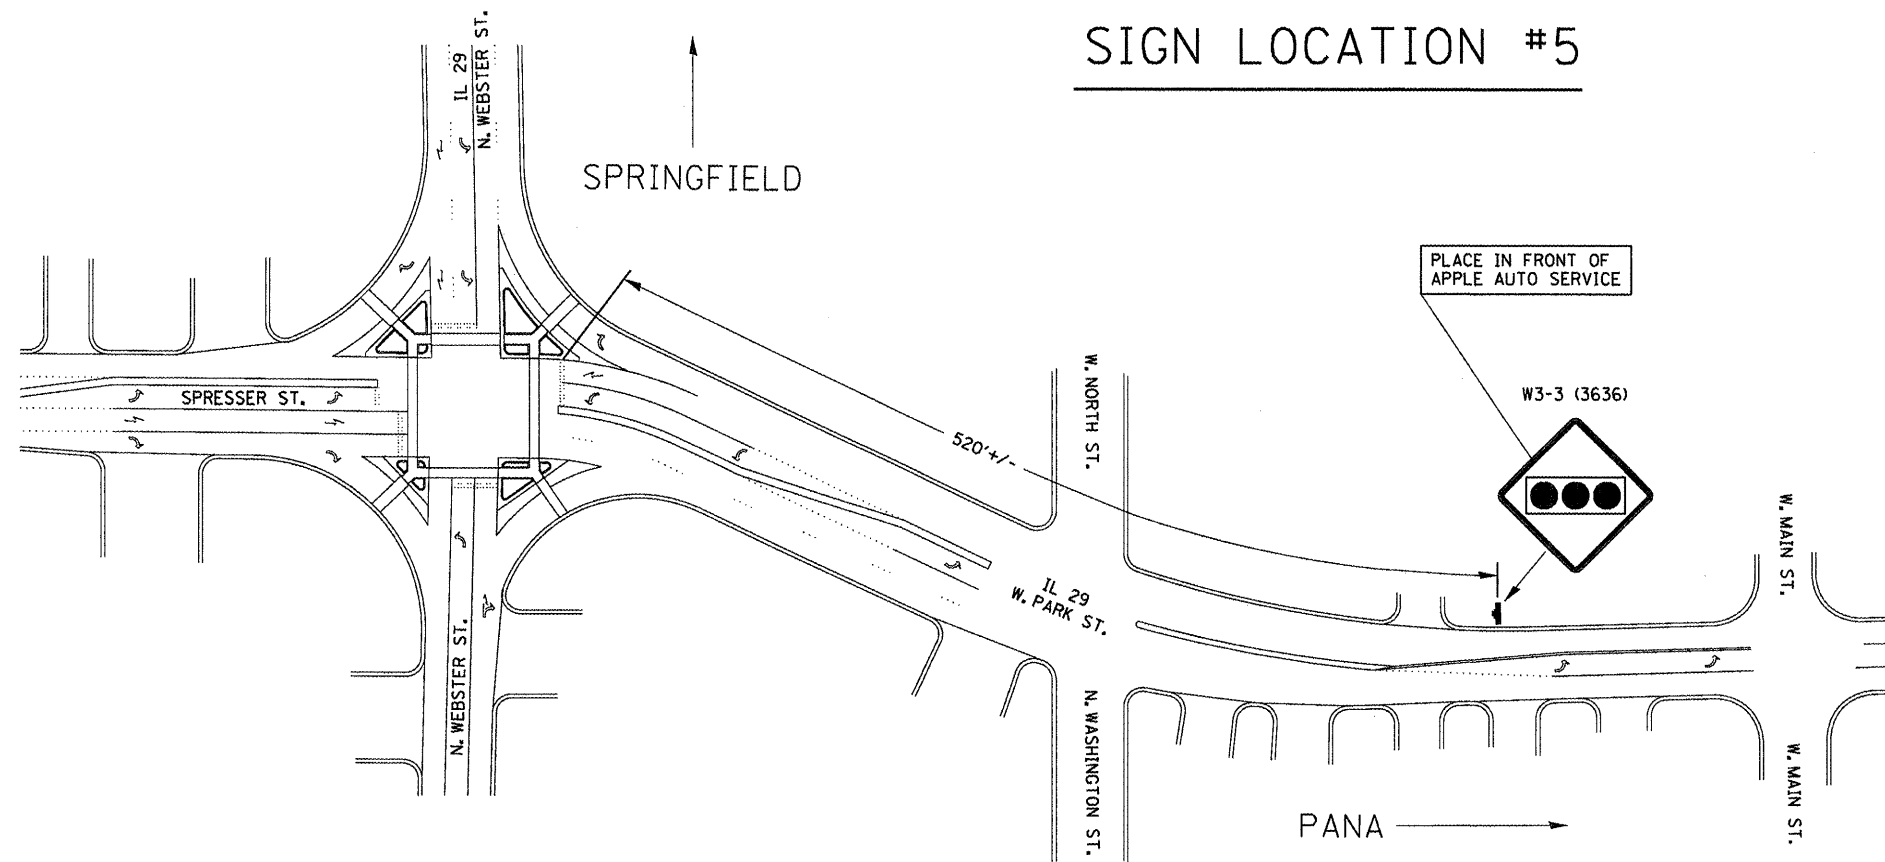 SIGN LOCATION #5
IL 29
N. WEBSTER ST.
SPRINGFIELD
PLACE IN FRONT OF
APPLE AUTO SERVICE
W3-3 (3636)
SPRESSER ST.
520'+/-
W. NORTH ST.
W. MAIN ST.
IL 29
W. PARK ST.
N. WEBSTER ST.
N. WASHINGTON ST.
W. MAIN ST.
PANA